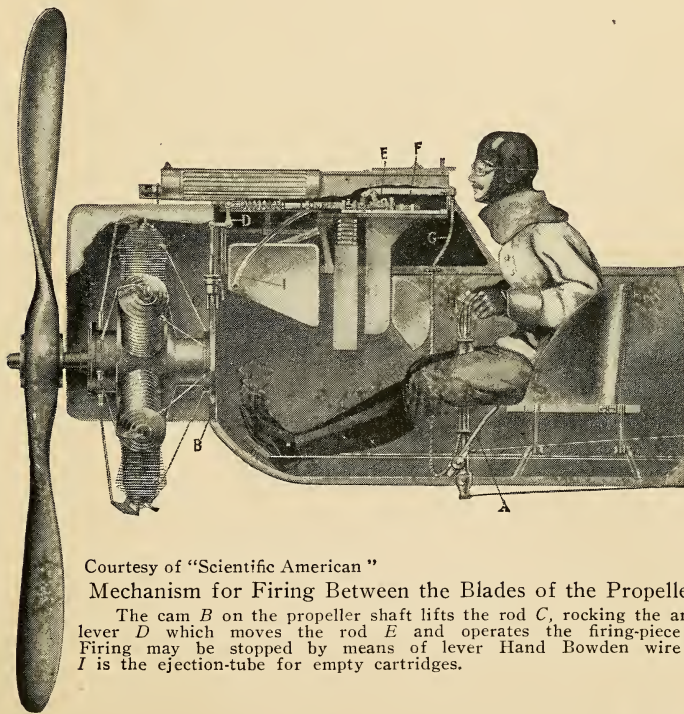 E F
D
G
I
B
A
Courtesy of "Scientific American"
Mechanism for Firing Between the Blades of the Propelle
The cam B on the propeller shaft lifts the rod C, rocking the an
lever D which moves the rod E and operates the firing-piece
Firing may be stopped by means of lever Hand Bowden wire
I is the ejection-tube for empty cartridges.